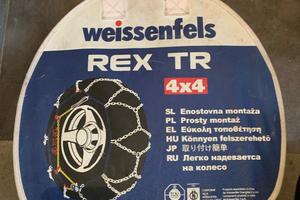 weissenfels
REX TR
4x4
SL Enostovna montaža
PL Prosty montaż
EL Εύκολη τοποθέτηση
HU Könnyen felszerehető
JP 取り付け簡単
RU Легко надевается
на колесо